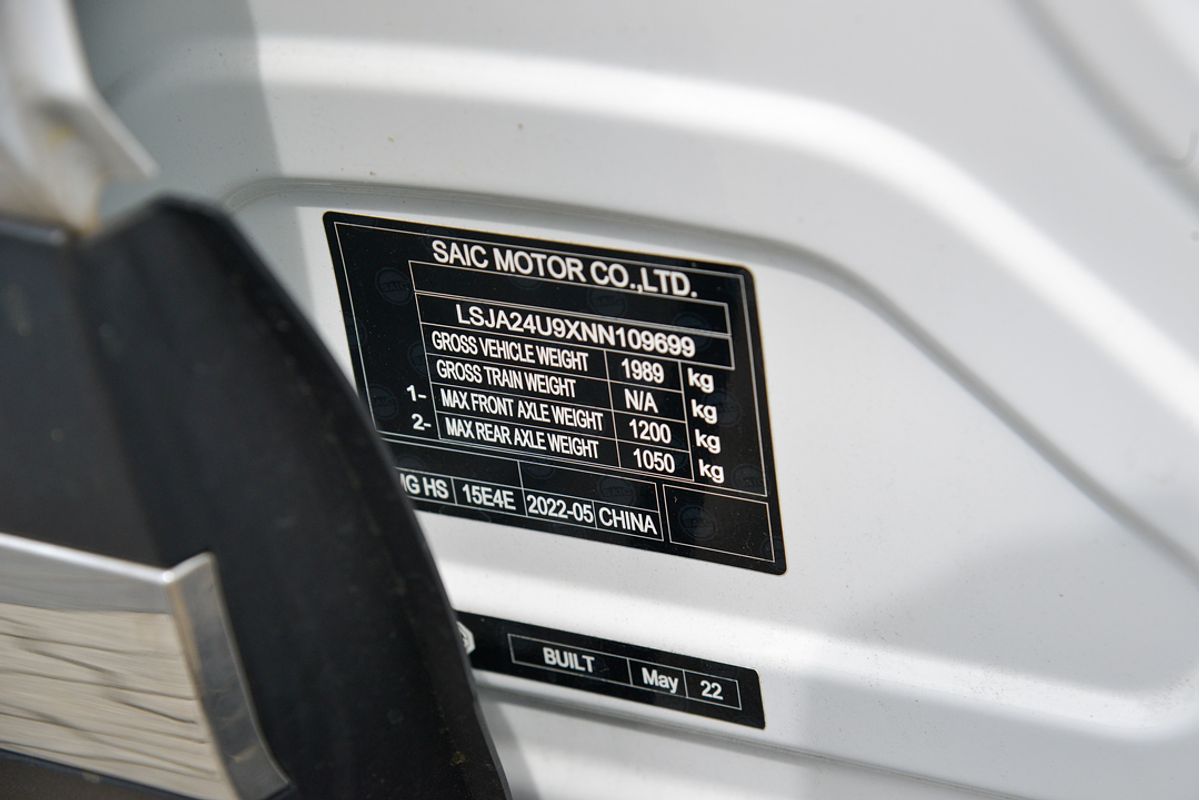 SAIC MOTOR CO.,LTD.
LSJA24U9XNN109699
GROSS VEHICLE WEIGHT 1989 kg
GROSS TRAIN WEIGHT N/A kg
1- MAX FRONT AXLE WEIGHT 1200 kg
2- MAX REAR AXLE WEIGHT 1050 kg
MG HS 15E4E 2022-05 CHINA
BUILT May 22